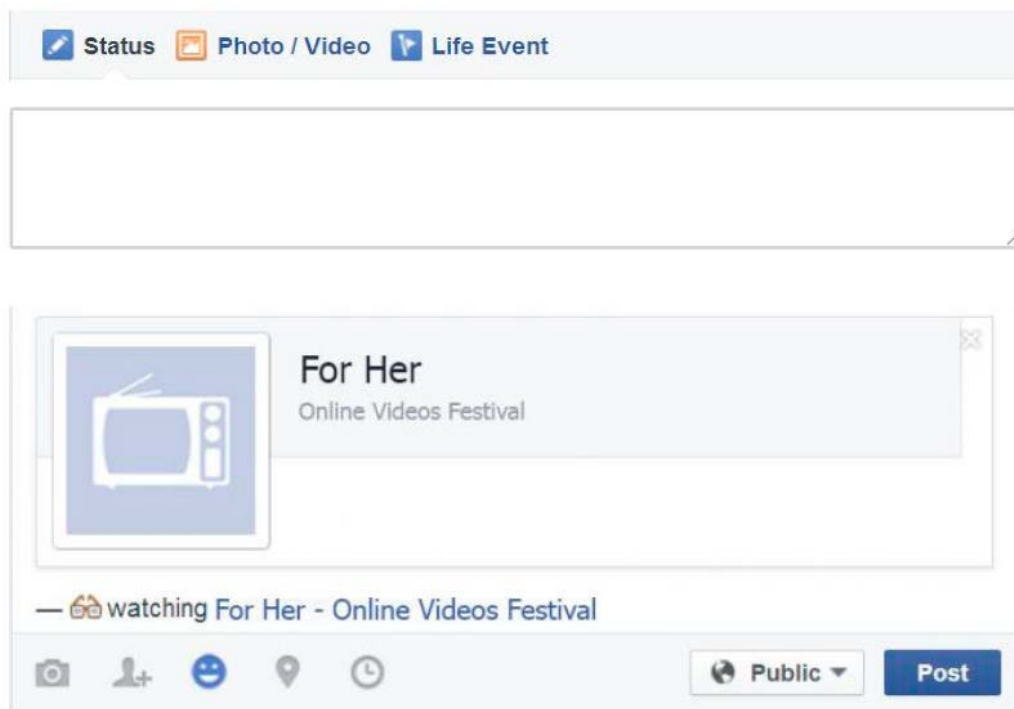 Status Photo / Video Life Event
For Her
Online Videos Festival
— watching For Her - Online Videos Festival
Public Post